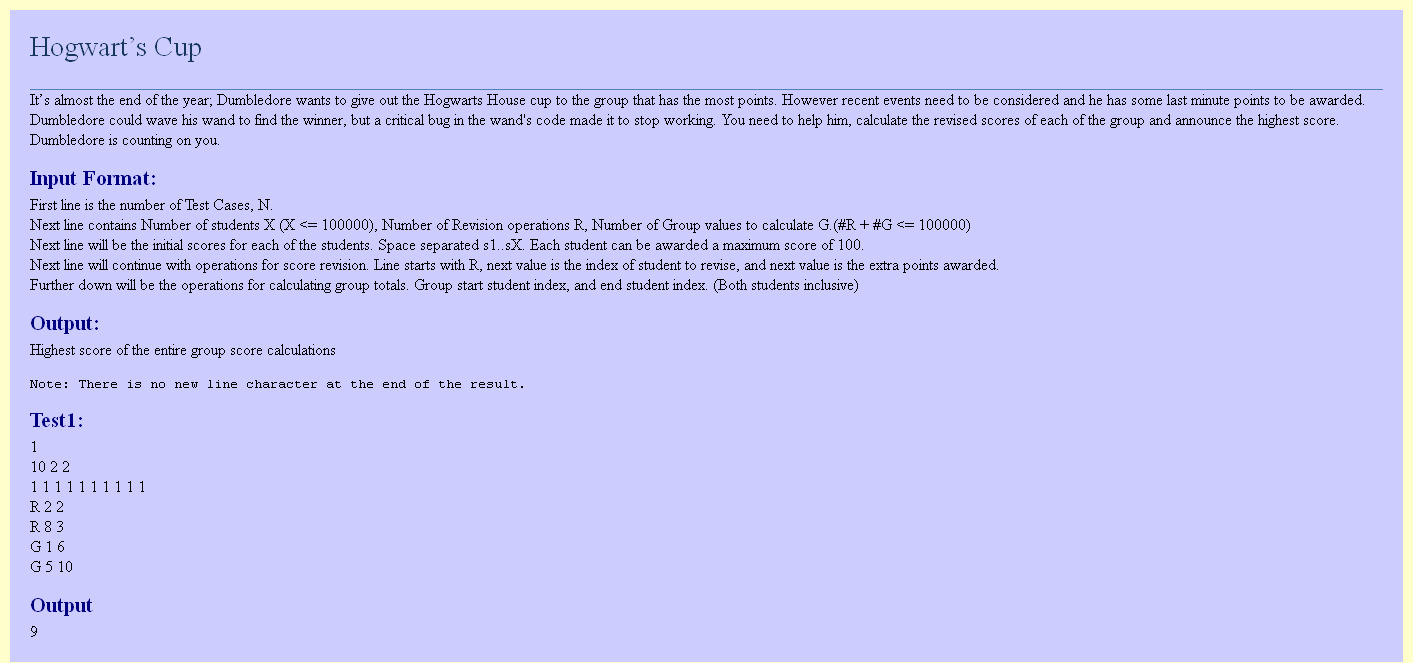 Hogwart’s Cup
It’s almost the end of the year; Dumbledore wants to give out the Hogwarts House cup to the group that has the most points. However recent events need to be considered and he has some last minute points to be awarded.
Dumbledore could wave his wand to find the winner, but a critical bug in the wand's code made it to stop working. You need to help him, calculate the revised scores of each of the group and announce the highest score.
Dumbledore is counting on you.
Input Format:
First line is the number of Test Cases, N.
Next line contains Number of students X (X <= 100000), Number of Revision operations R, Number of Group values to calculate G.(#R + #G <= 100000)
Next line will be the initial scores for each of the students. Space separated s1..sX. Each student can be awarded a maximum score of 100.
Next line will continue with operations for score revision. Line starts with R, next value is the index of student to revise, and next value is the extra points awarded.
Further down will be the operations for calculating group totals. Group start student index, and end student index. (Both students inclusive)
Output:
Highest score of the entire group score calculations
Note: There is no new line character at the end of the result.
Test1:
1
10 2 2
1 1 1 1 1 1 1 1 1 1
R 2 2
R 8 3
G 1 6
G 5 10
Output
9